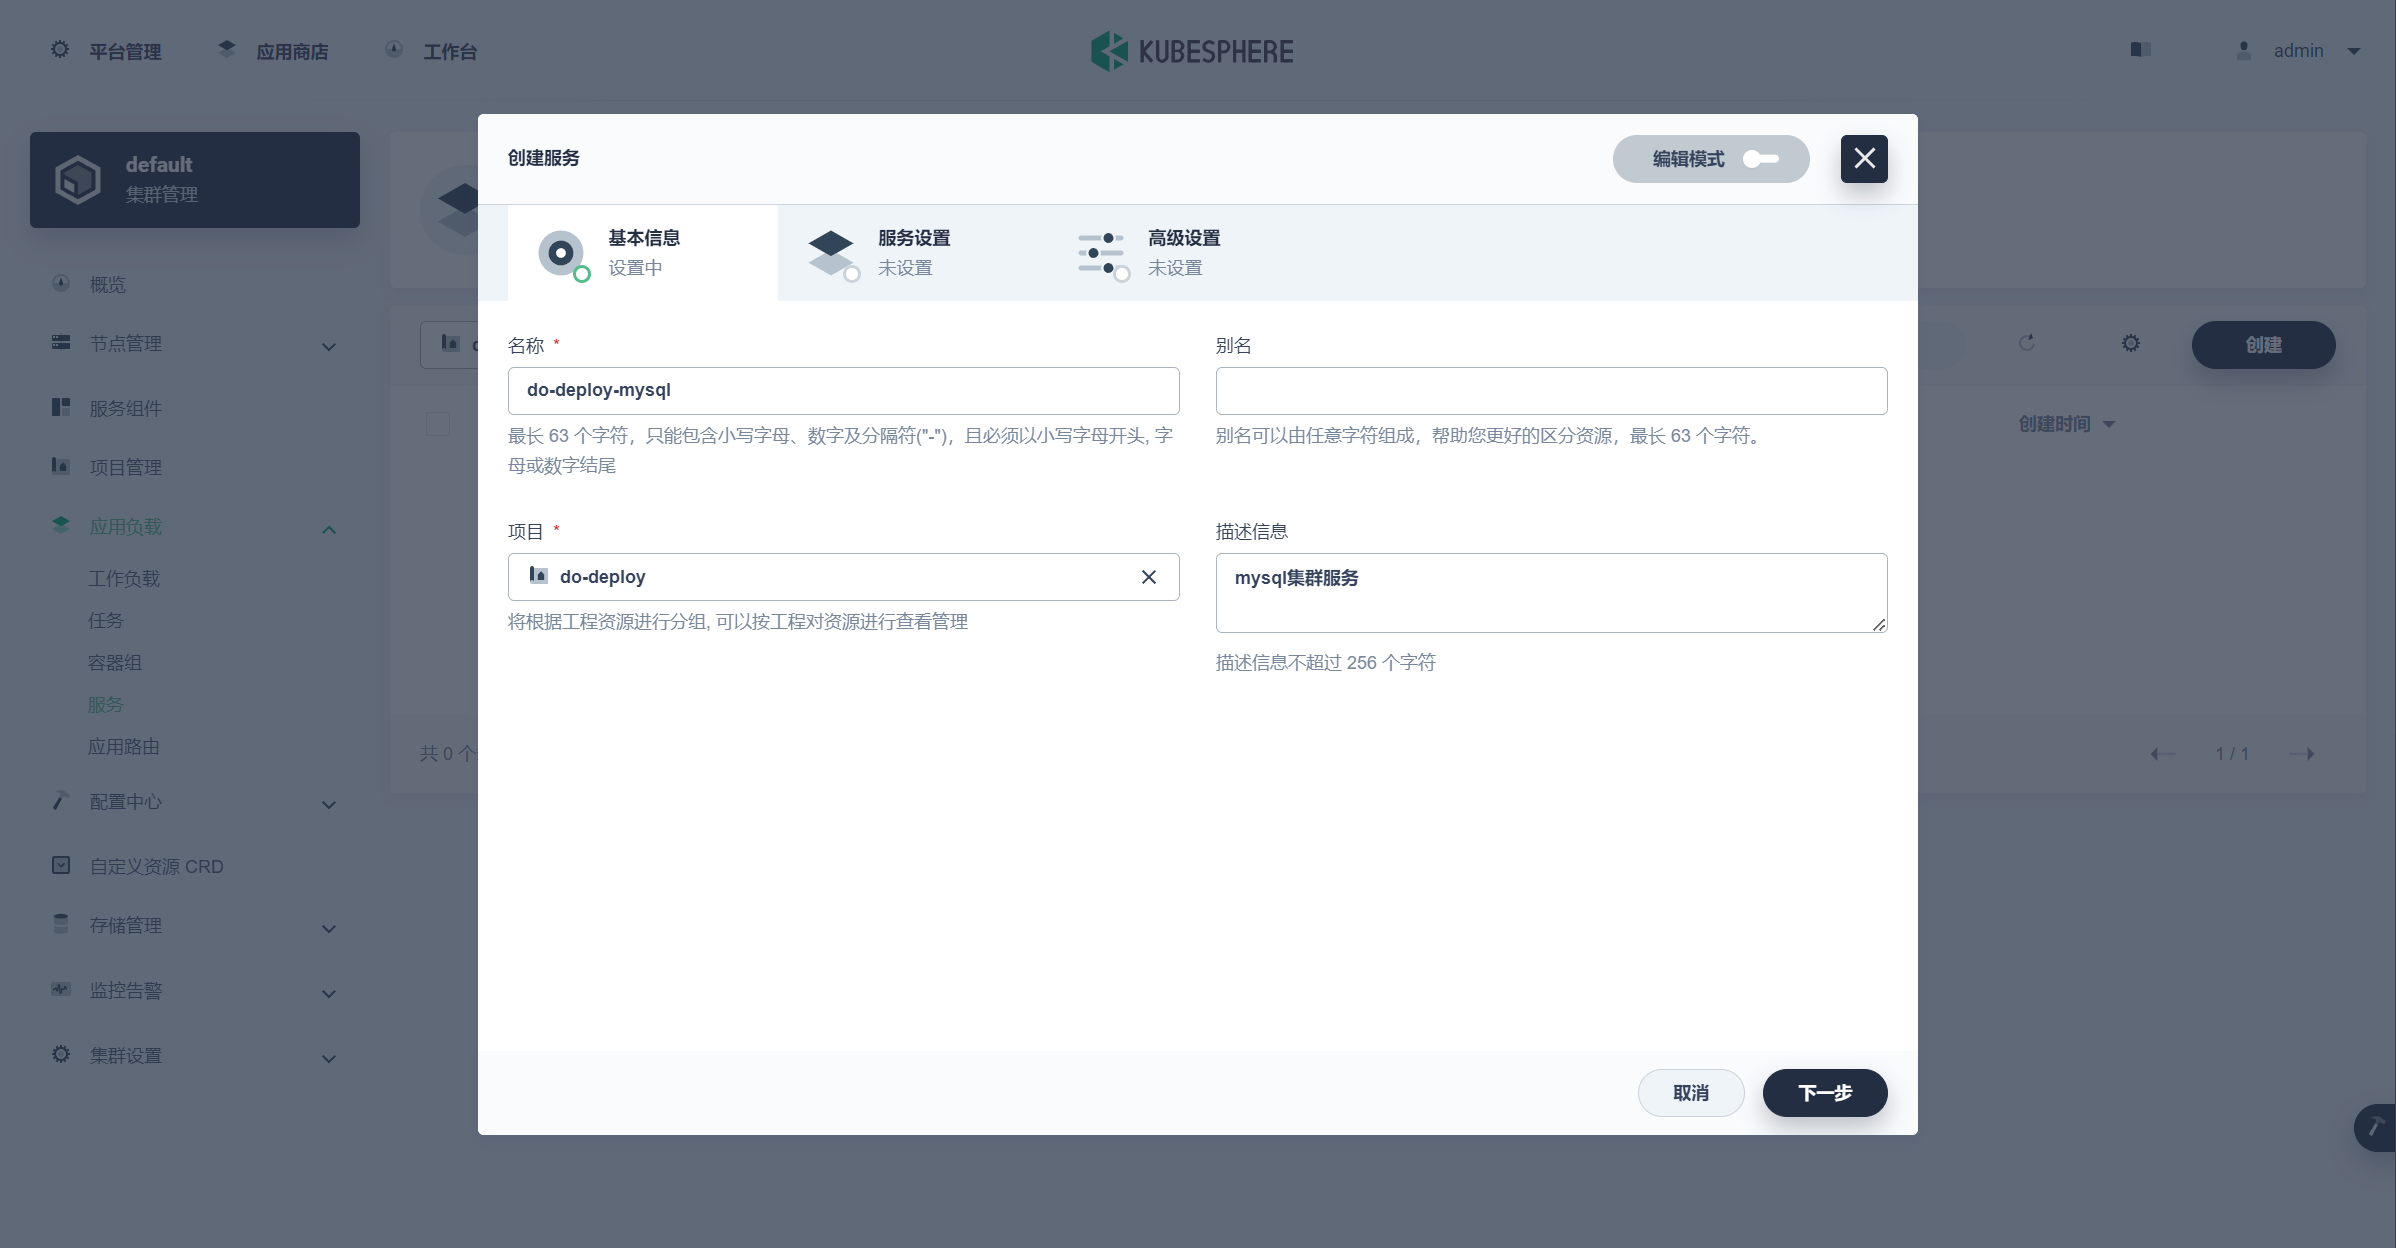 平台管理
应用商店
工作台
KUBESPHERE
admin
default
集群管理
概览
节点管理
服务组件
项目管理
应用负载
工作负载
任务
容器组
服务
应用路由
配置中心
自定义资源 CRD
存储管理
监控告警
集群设置
创建
创建时间
共 0 个
1 / 1
创建服务
编辑模式
基本信息
设置中
服务设置
未设置
高级设置
未设置
名称 *
do-deploy-mysql
最长 63 个字符，只能包含小写字母、数字及分隔符("-")，且必须以小写字母开头, 字
母或数字结尾
别名
别名可以由任意字符组成，帮助您更好的区分资源，最长 63 个字符。
项目 *
do-deploy
将根据工程资源进行分组, 可以按工程对资源进行查看管理
描述信息
mysql集群服务
描述信息不超过 256 个字符
取消
下一步